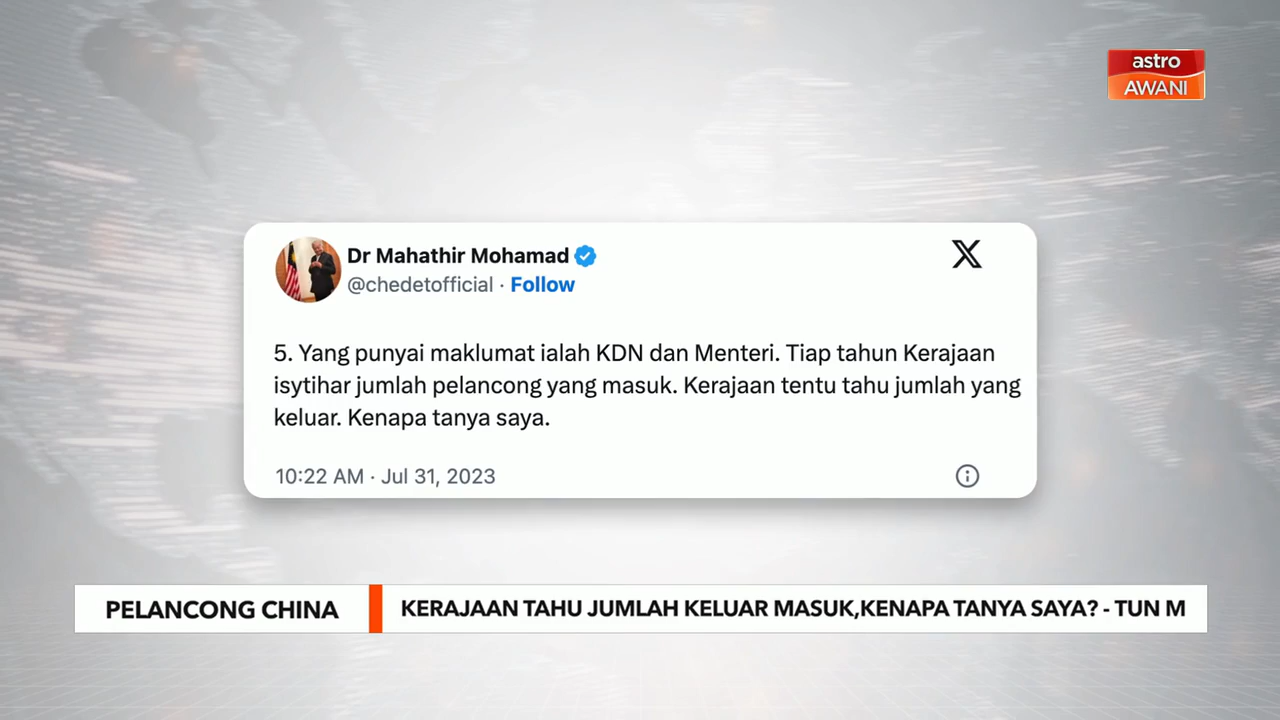 astro
AWANI
Dr Mahathir Mohamad
@chedetofficial · Follow
5. Yang punyai maklumat ialah KDN dan Menteri. Tiap tahun Kerajaan
isytihar jumlah pelancong yang masuk. Kerajaan tentu tahu jumlah yang
keluar. Kenapa tanya saya.
10:22 AM · Jul 31, 2023
PELANCONG CHINA
KERAJAAN TAHU JUMLAH KELUAR MASUK,KENAPA TANYA SAYA? - TUN M